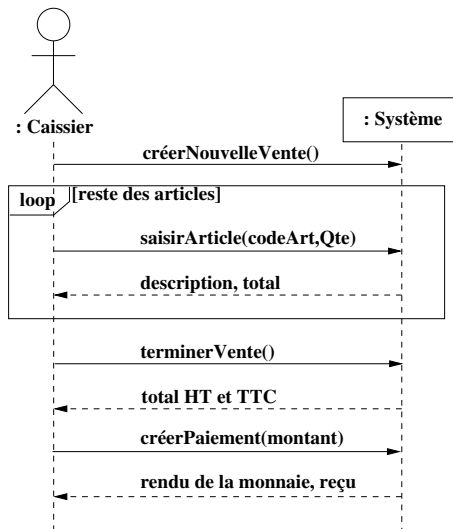 : Caissier
: Système
créerNouvelleVente()
loop
[reste des articles]
saisirArticle(codeArt,Qte)
description, total
terminerVente()
total HT et TTC
créerPaiement(montant)
rendu de la monnaie, reçu